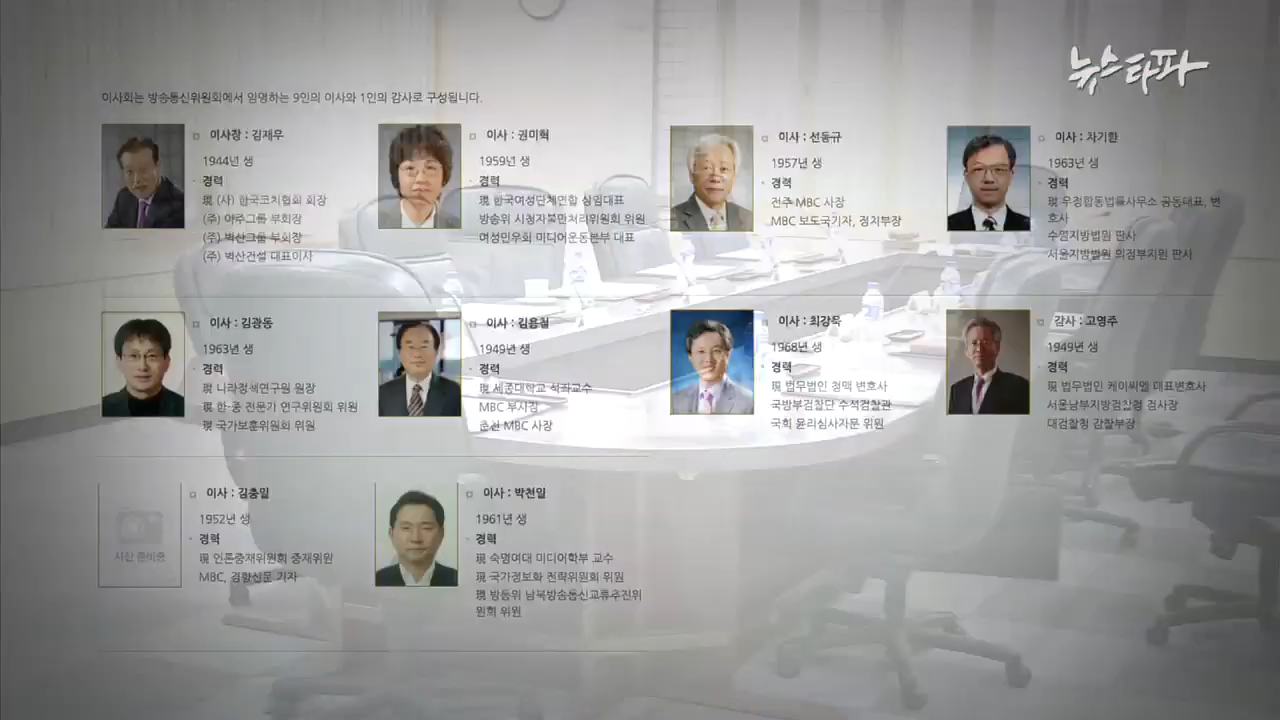 뉴스타파
이사회는 방송통신위원회에서 임명하는 9인의 이사와 1인의 감사로 구성됩니다.
이사장 : 김재우
1944년 생
경력
現 (사) 한국코치협회 회장
(주) 아주그룹 부회장
(주) 벽산그룹 부회장
(주) 벽산건설 대표이사
이사 : 권미혁
1959년 생
경력
現 한국여성단체연합 상임대표
방송위 시청자불만처리위원회 위원
여성민우회 미디어운동본부 대표
이사 : 선동규
1957년 생
경력
전주 MBC 사장
MBC 보도국기자, 정치부장
이사 : 차기환
1963년 생
경력
現 우정합동법률사무소 공동대표, 변
호사
수원지방법원 판사
서울지방법원 의정부지원 판사
이사 : 김광동
1963년 생
경력
現 나라정책연구원 원장
現 한·중 전문가 연구위원회 위원
現 국가보훈위원회 위원
이사 : 김용철
1949년 생
경력
現 세종대학교 석좌교수
MBC 부사장
춘천 MBC 사장
이사 : 최강욱
1968년 생
경력
現 법무법인 청맥 변호사
국방부검찰단 수석검찰관
국회 윤리심사자문 위원
감사 : 고영주
1949년 생
경력
現 법무법인 케이씨엘 대표변호사
서울남부지방검찰청 검사장
대검찰청 감찰부장
사진 준비중
이사 : 김충일
1952년 생
경력
現 언론중재위원회 중재위원
MBC, 경향신문 기자
이사 : 박천일
1961년 생
경력
現 숙명여대 미디어학부 교수
現 국가정보화 전략위원회 위원
現 방통위 남북방송통신교류추진위
원회 위원